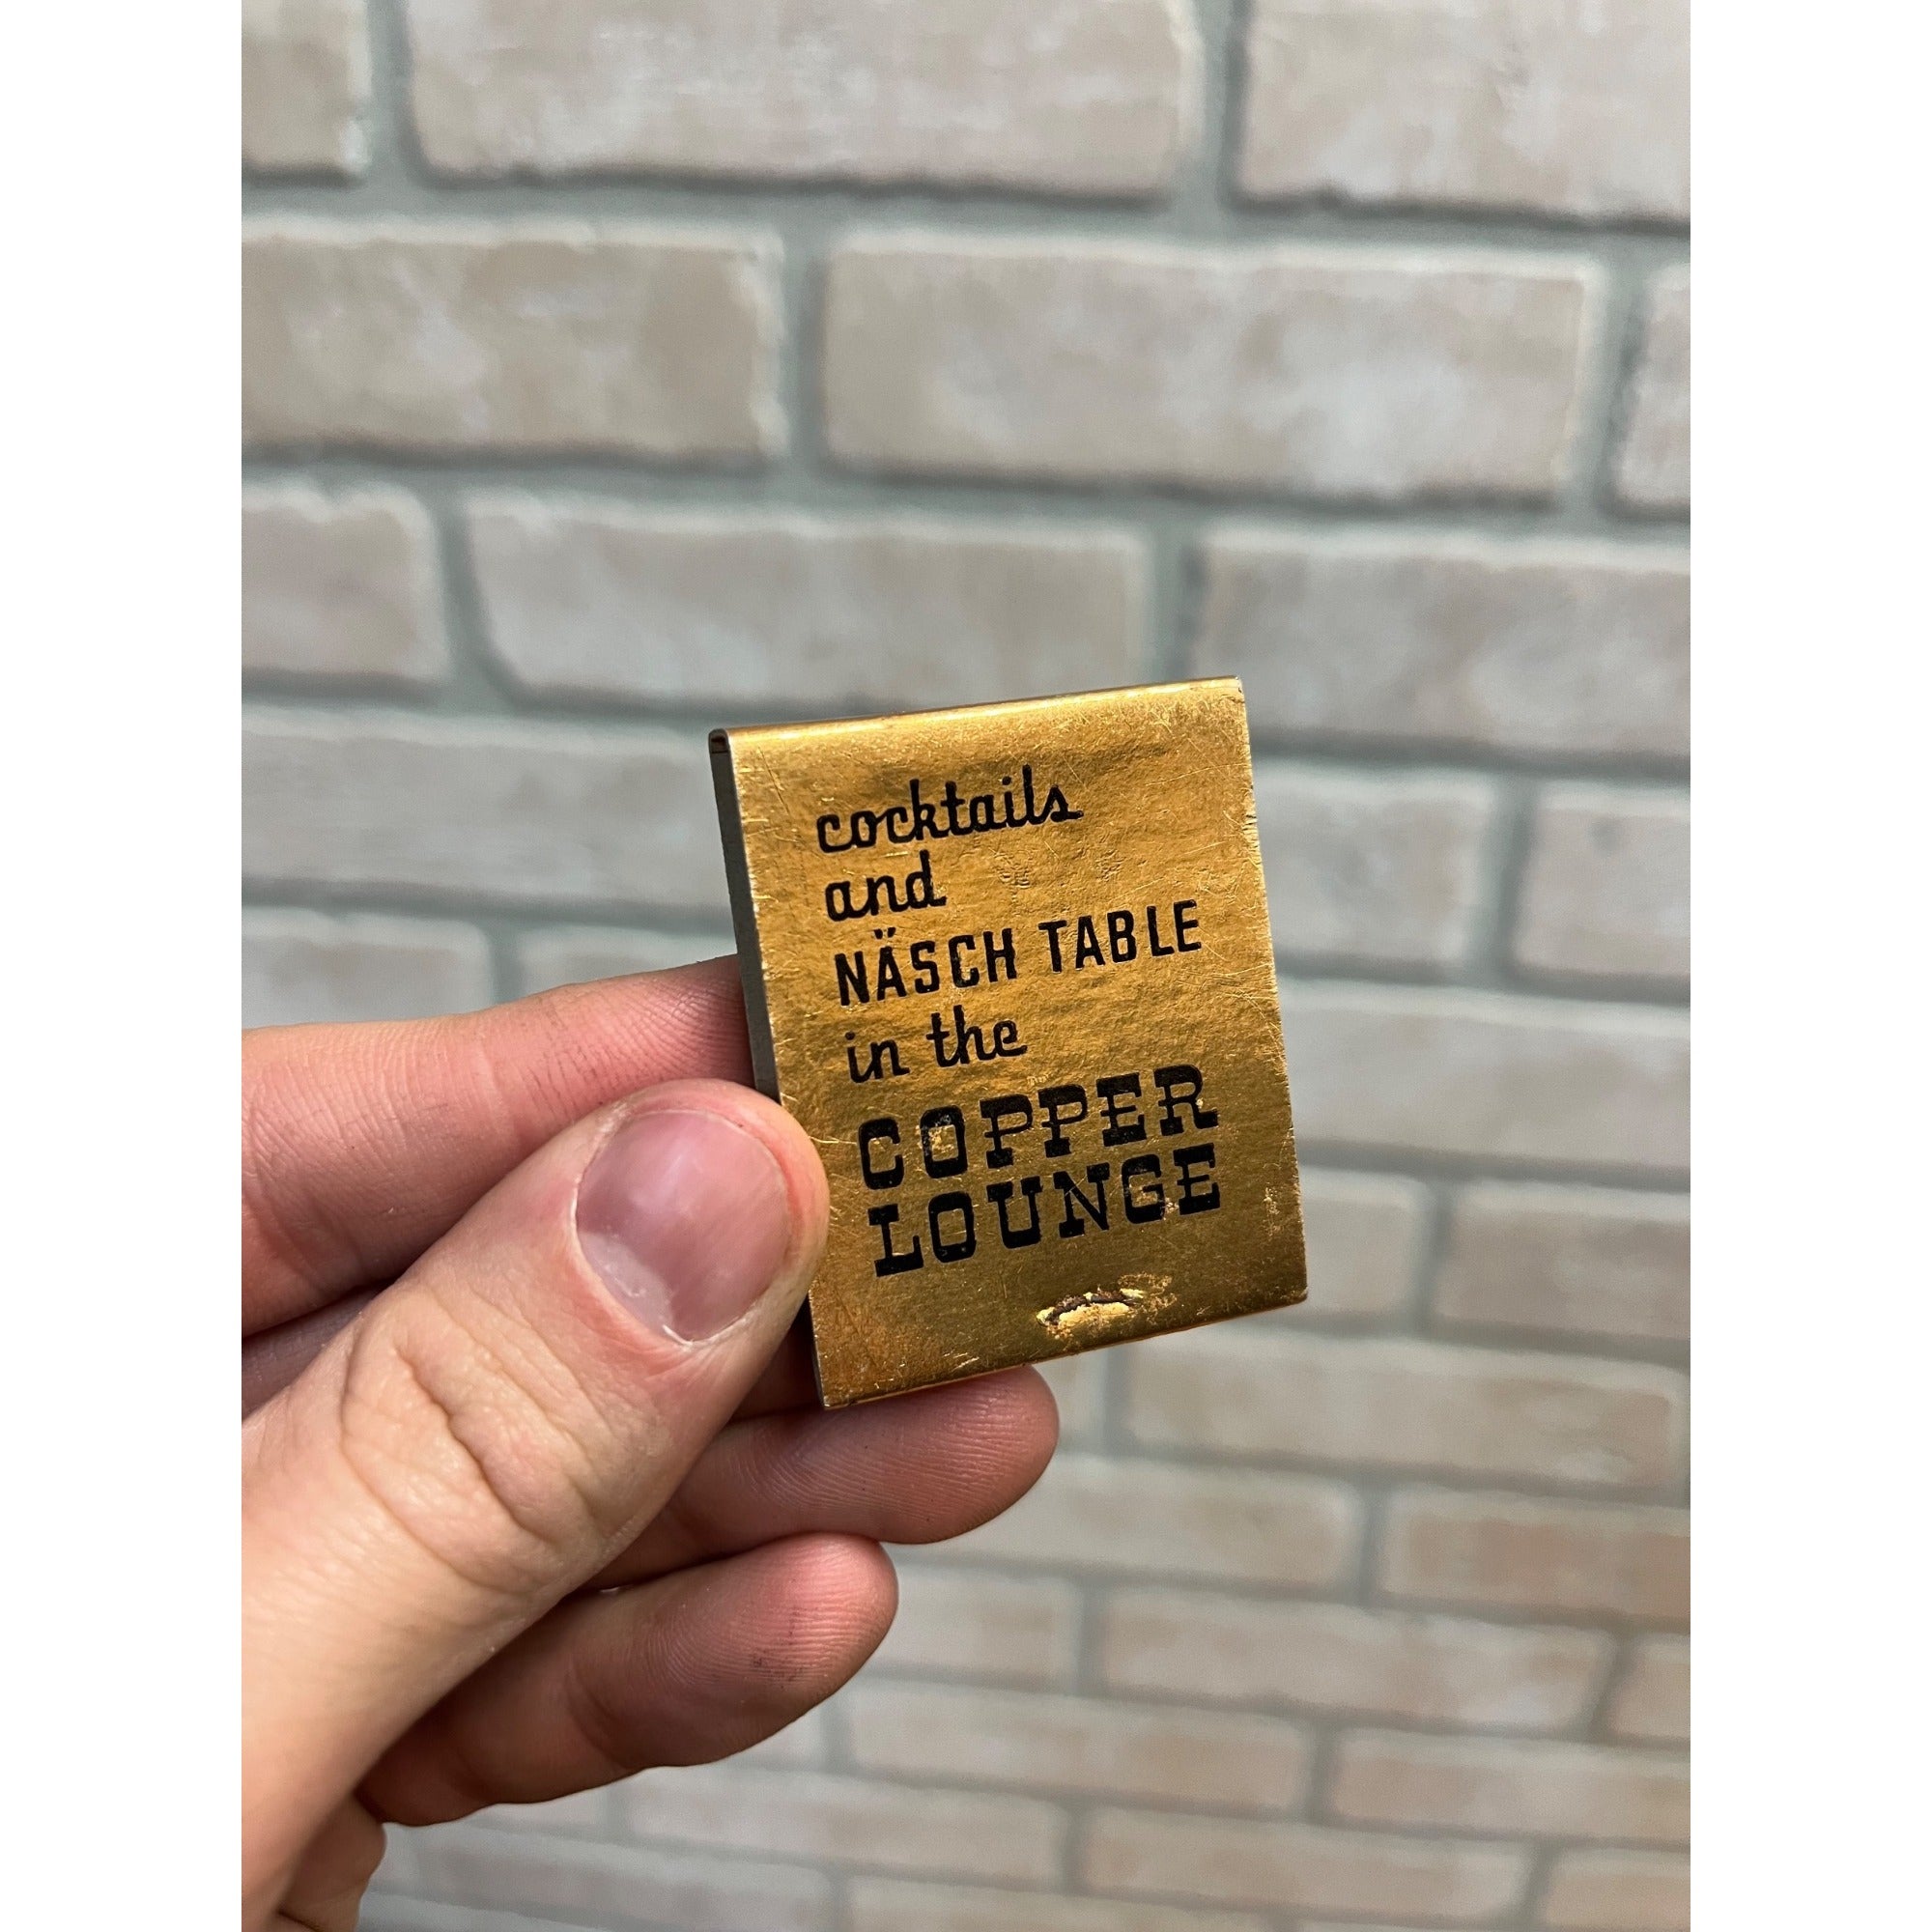 cocktails
and
NÄSCH TABLE
in the
COPPER
LOUNGE